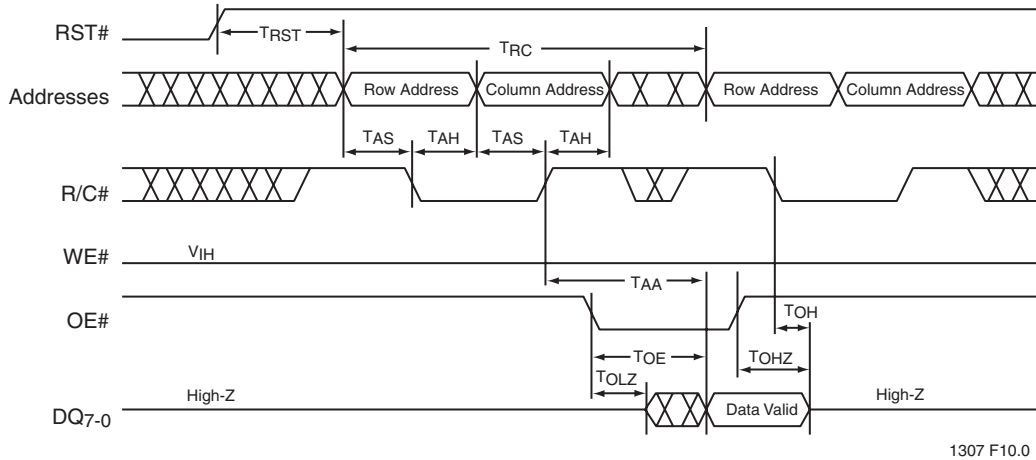 RST#
TRST
TRC
Addresses
Row Address
Column Address
Row Address
Column Address
TAS
TAH
TAS
TAH
R/C#
WE#
VIH
TAA
OE#
TOH
TOE
TOHZ
TOLZ
DQ7-0
High-Z
Data Valid
High-Z
1307 F10.0